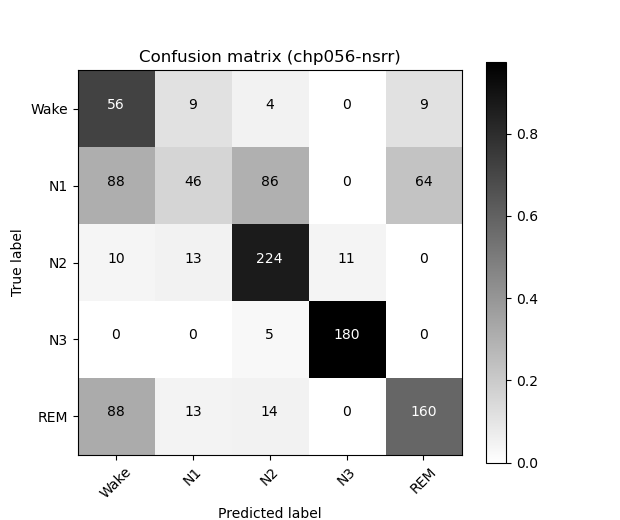 Confusion matrix (chp056-nsrr)
Wake 56 9 4 0 9
N1 88 46 86 0 64
N2 10 13 224 11 0
N3 0 0 5 180 0
REM 88 13 14 0 160
Wake N1 N2 N3 REM
Predicted label
True label
0.8
0.6
0.4
0.2
0.0